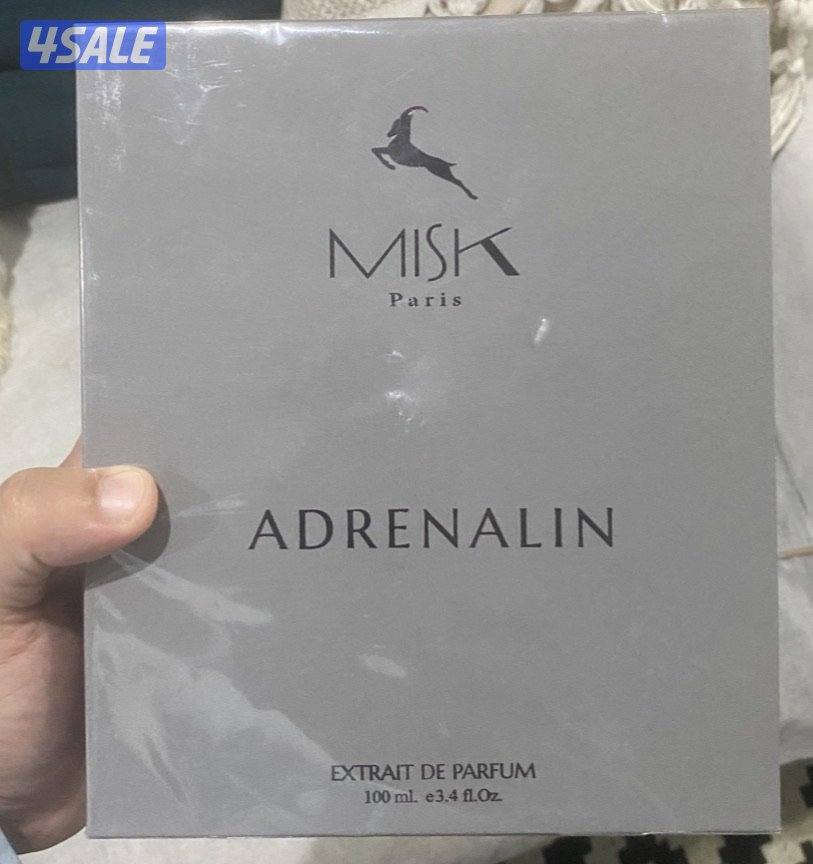 4SALE
MISK
Paris
ADRENALIN
EXTRAIT DE PARFUM
100 ml. e3.4 fl.Oz.